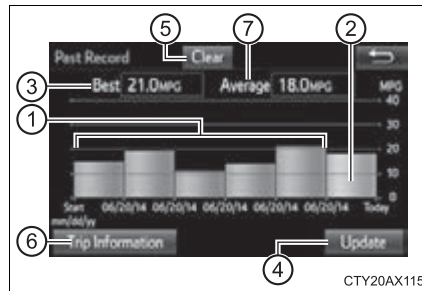 ⑤ ⑦ ②
Past Record Clear
③ Best 21.0MPG Average 18.0MPG MPG
40
① 30
20
10
0
Start 06/20/14 06/20/14 06/20/14 06/20/14 06/20/14 Today
mm/dd/yy
⑥ Trip Information ④ Update
CTY20AX115